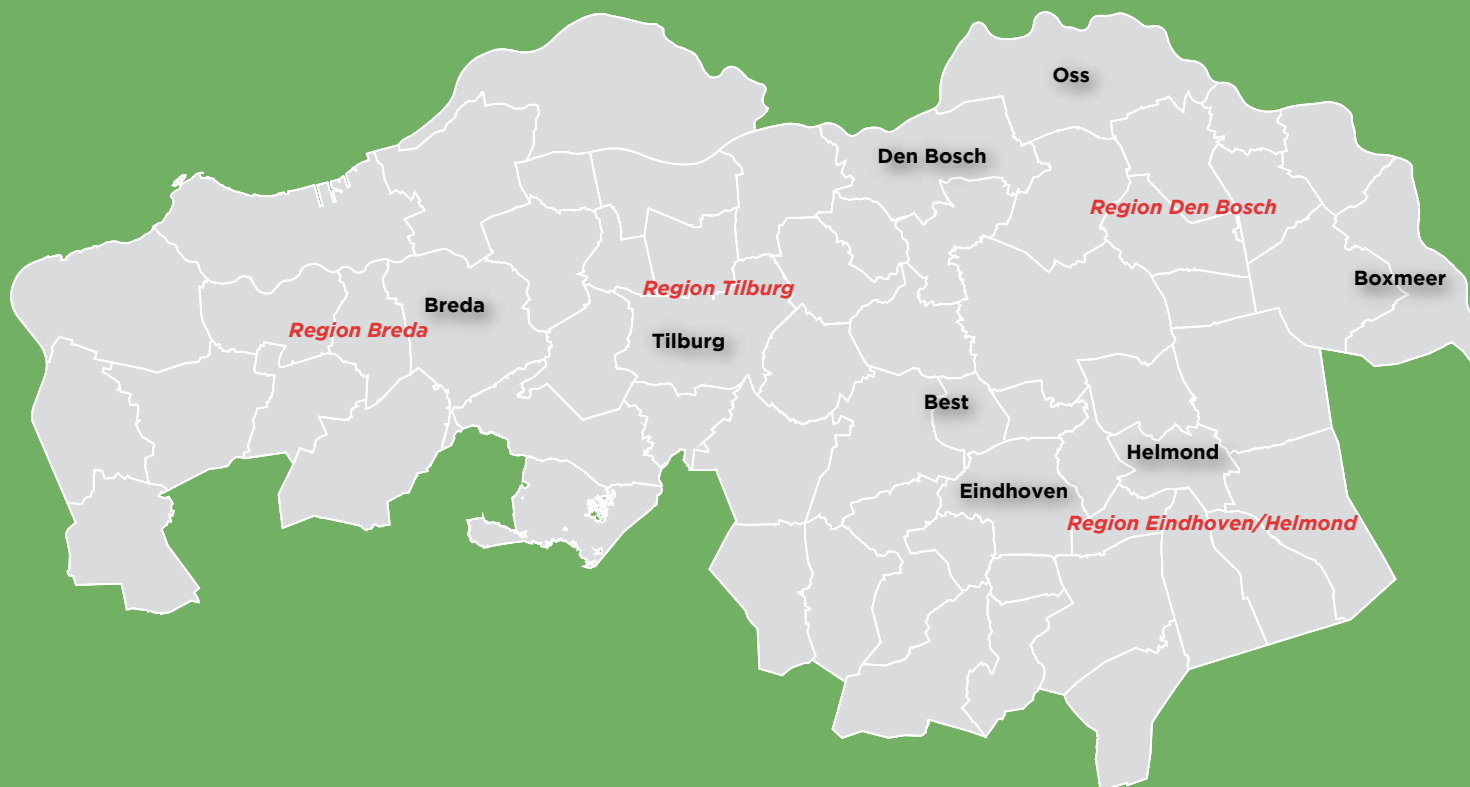 Oss
Den Bosch
Region Den Bosch
Boxmeer
Region Tilburg
Breda
Region Breda
Tilburg
Best
Helmond
Eindhoven
Region Eindhoven/Helmond